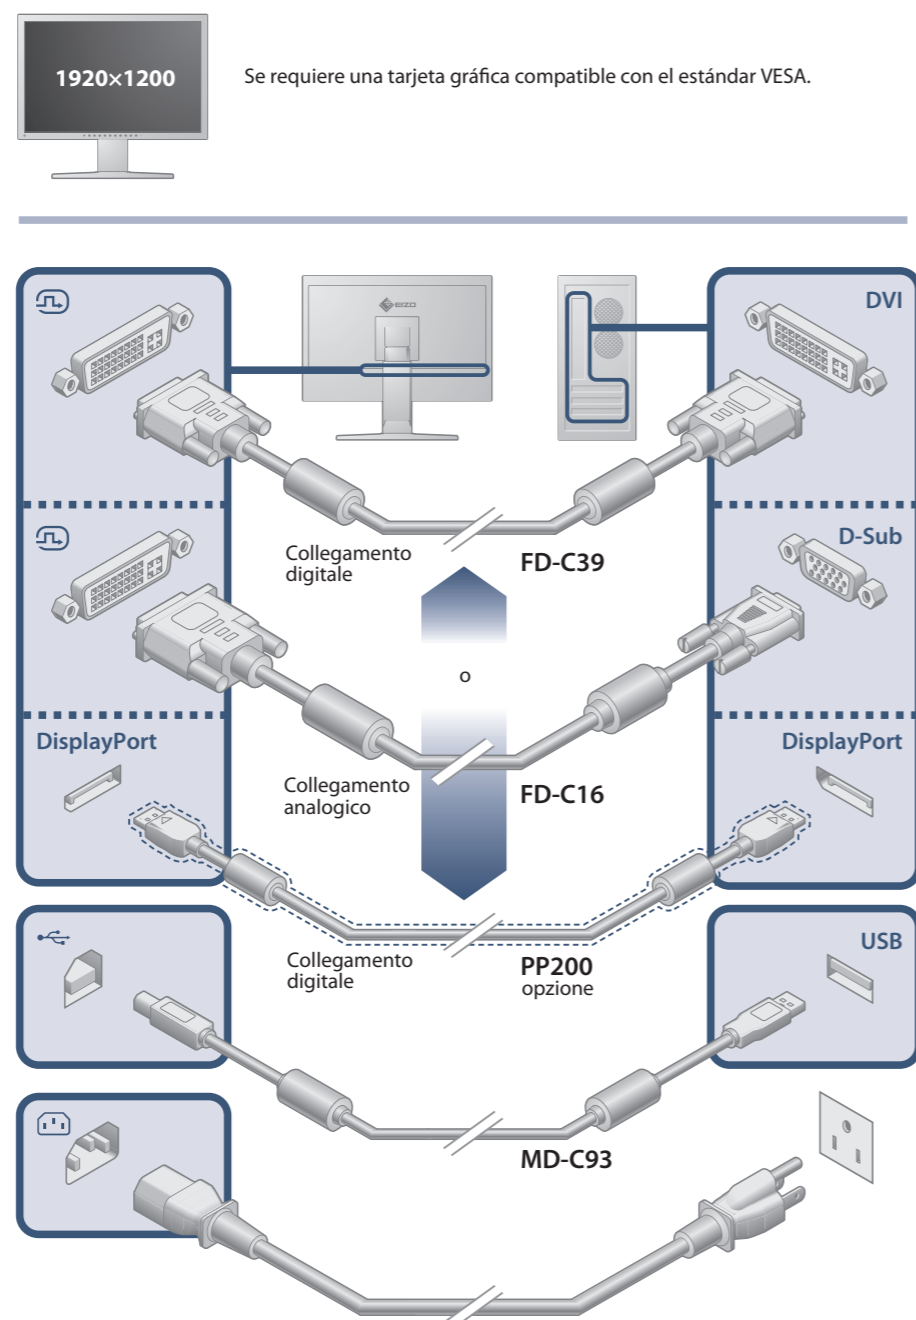 1920×1200
Se requiere una tarjeta gráfica compatible con el estándar VESA.
EIZO
DVI
Collegamento
digitale
FD-C39
D-Sub
o
DisplayPort
DisplayPort
Collegamento
analogico
FD-C16
Collegamento
digitale
PP200
opzione
USB
MD-C93